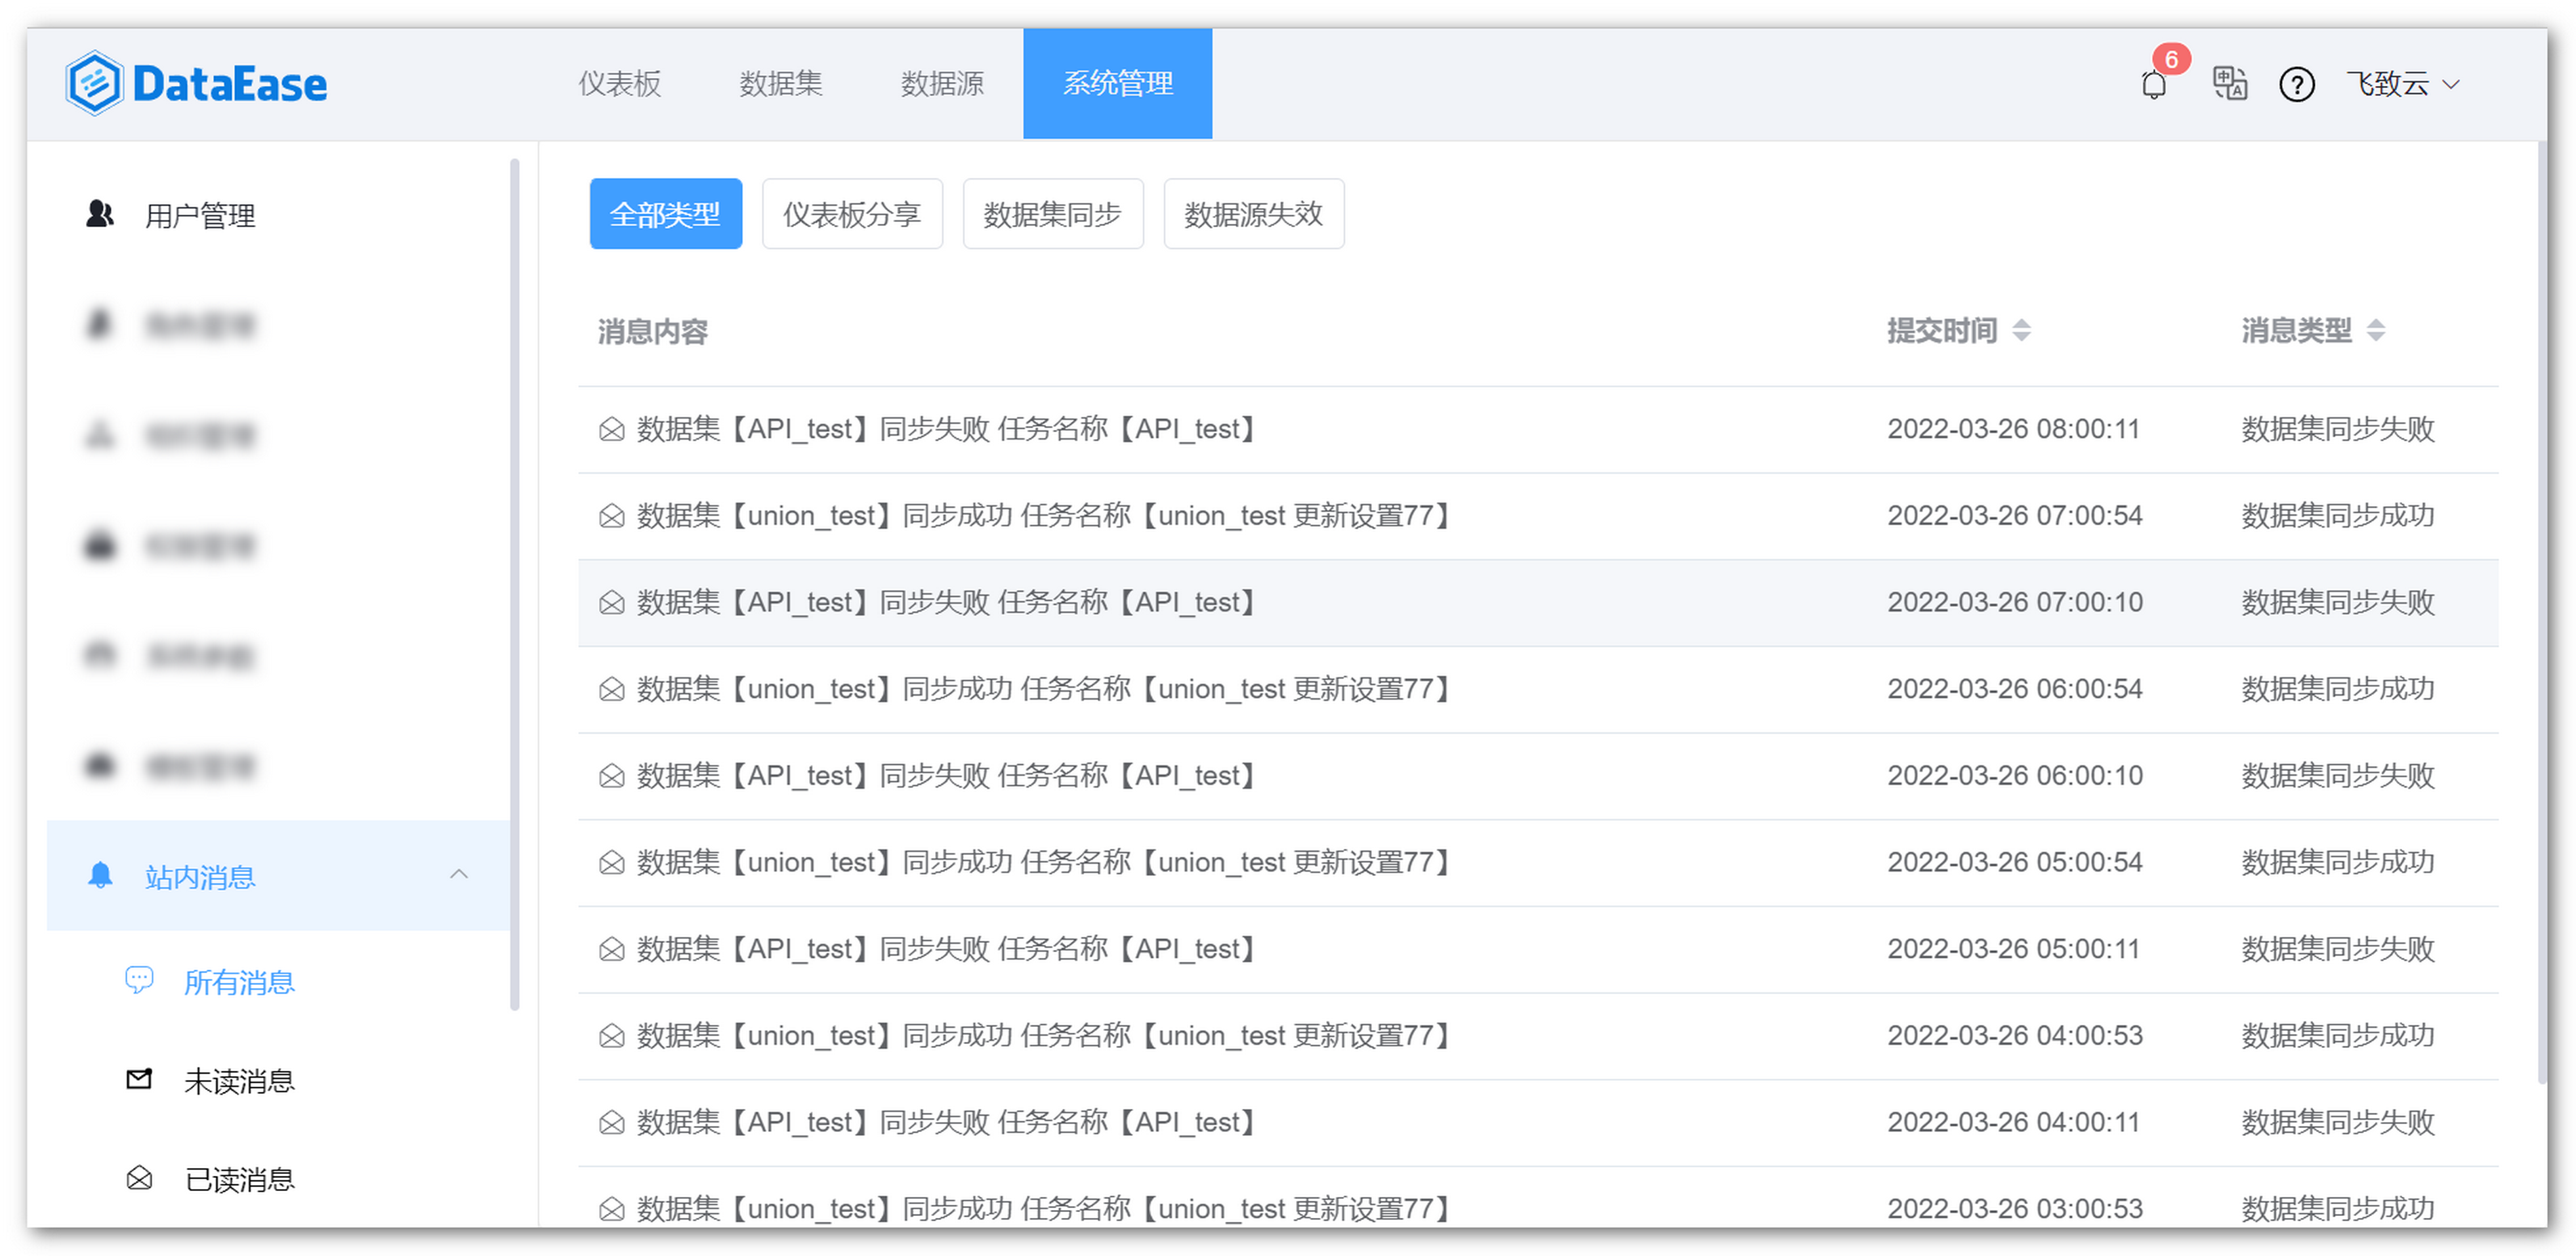 DataEase 仪表板 数据集 数据源 系统管理 6 中 A ? 飞致云
用户管理
站内消息
所有消息
未读消息
已读消息
全部类型 仪表板分享 数据集同步 数据源失效
消息内容 提交时间 消息类型
数据集【API_test】同步失败 任务名称【API_test】 2022-03-26 08:00:11 数据集同步失败
数据集【union_test】同步成功 任务名称【union_test 更新设置77】 2022-03-26 07:00:54 数据集同步成功
数据集【API_test】同步失败 任务名称【API_test】 2022-03-26 07:00:10 数据集同步失败
数据集【union_test】同步成功 任务名称【union_test 更新设置77】 2022-03-26 06:00:54 数据集同步成功
数据集【API_test】同步失败 任务名称【API_test】 2022-03-26 06:00:10 数据集同步失败
数据集【union_test】同步成功 任务名称【union_test 更新设置77】 2022-03-26 05:00:54 数据集同步成功
数据集【API_test】同步失败 任务名称【API_test】 2022-03-26 05:00:11 数据集同步失败
数据集【union_test】同步成功 任务名称【union_test 更新设置77】 2022-03-26 04:00:53 数据集同步成功
数据集【API_test】同步失败 任务名称【API_test】 2022-03-26 04:00:11 数据集同步失败
数据集【union_test】同步成功 任务名称【union_test 更新设置77】 2022-03-26 03:00:53 数据集同步成功